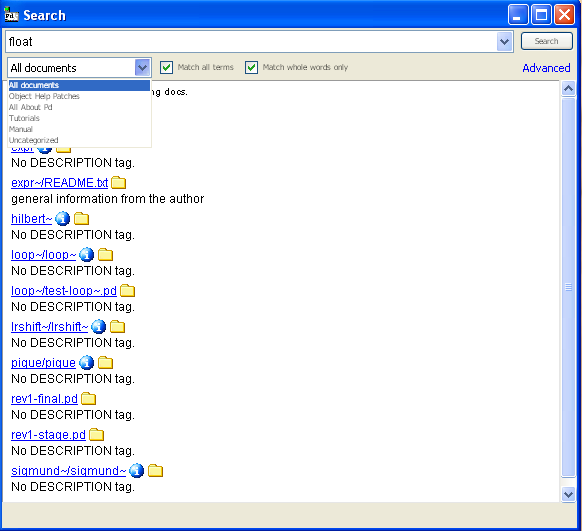 Search
float
Search
All documents
Match all terms
Match whole words only
Advanced
All documents
Object Help Patches
All About Pd
Tutorials
Manual
Uncategorized
docs.
expr
No DESCRIPTION tag.
expr~/README.txt
general information from the author
hilbert~
No DESCRIPTION tag.
loop~/loop~
No DESCRIPTION tag.
loop~/test-loop~.pd
No DESCRIPTION tag.
lrshift~/lrshift~
No DESCRIPTION tag.
pique/pique
No DESCRIPTION tag.
rev1-final.pd
No DESCRIPTION tag.
rev1-stage.pd
No DESCRIPTION tag.
sigmund~/sigmund~
No DESCRIPTION tag.